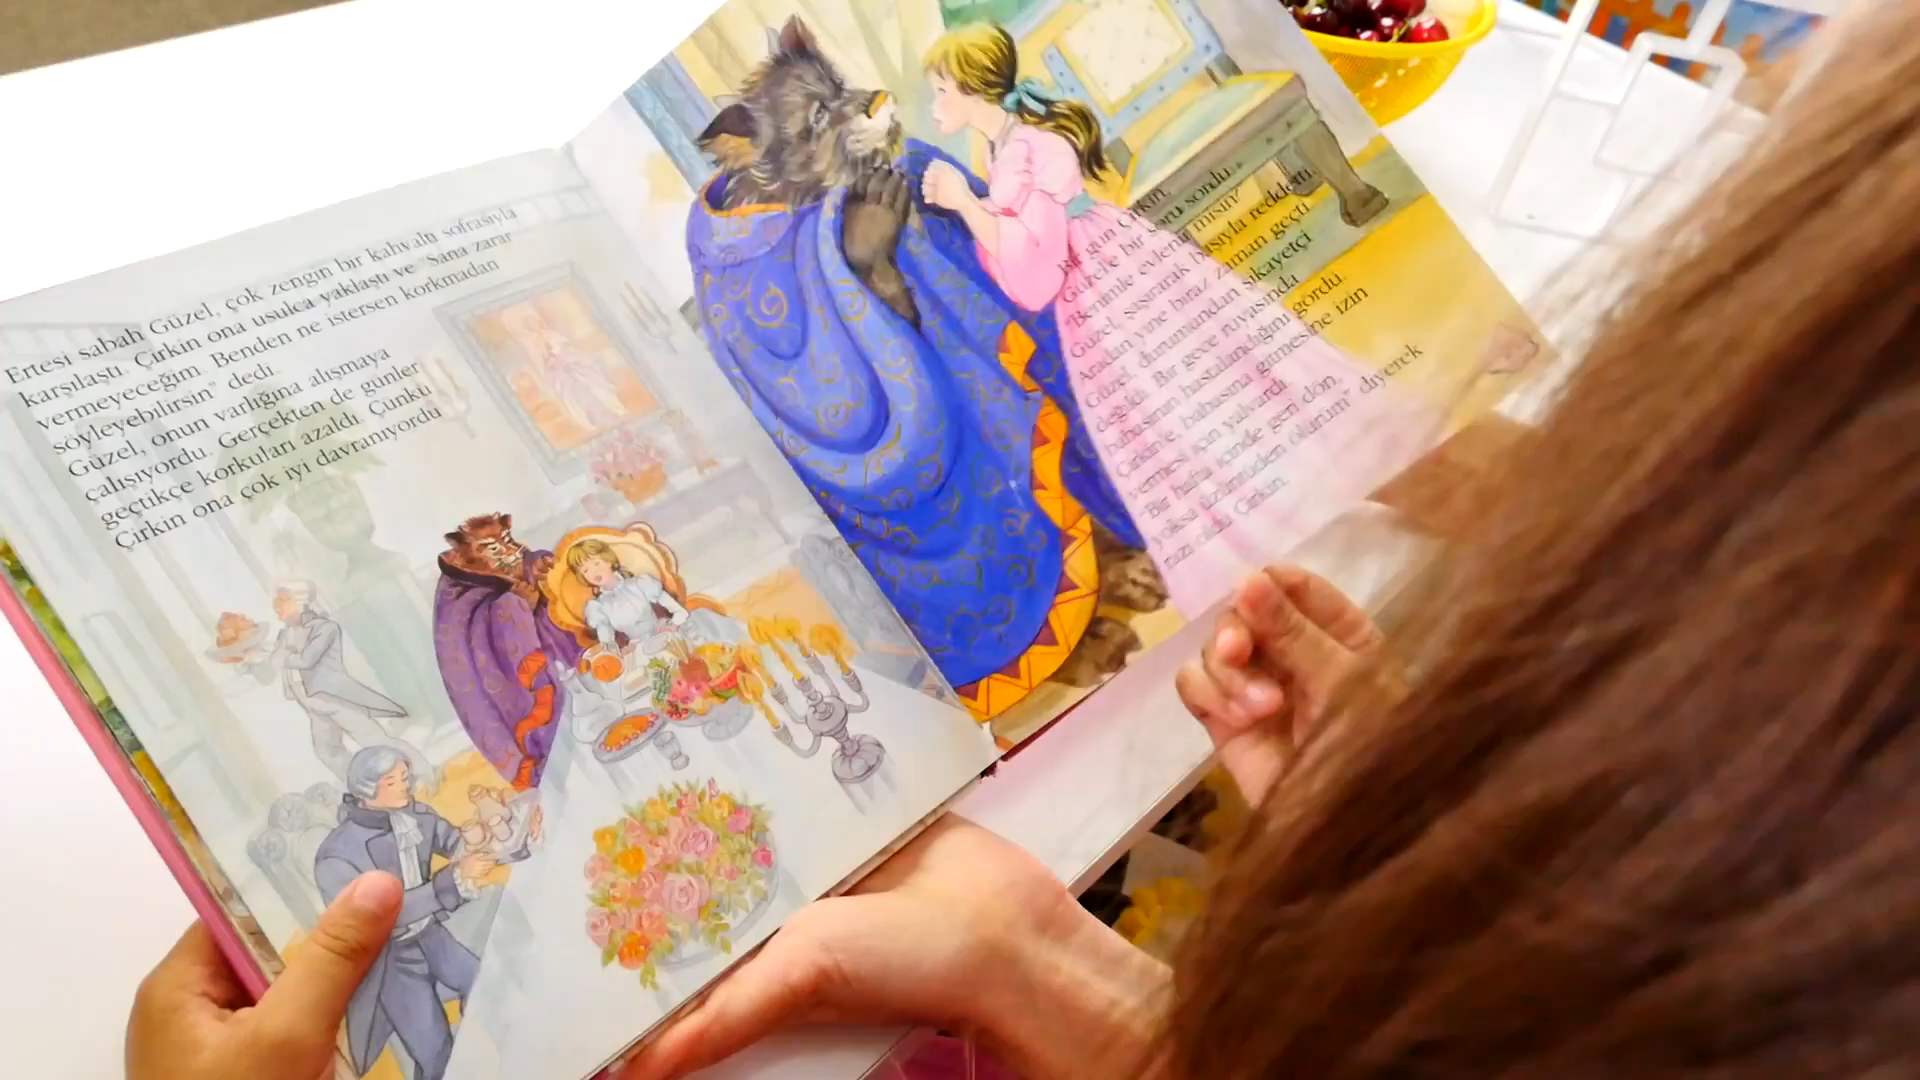 Ertesi sabah Güzel, çok zengin bir kahvaltı sofrasıyla
karşılaştı. Çirkin ona usulca yaklaştı ve "Sana zarar
vermeyeceğim. Benden ne istersen korkmadan
söyleyebilirsin" dedi.
Güzel, onun varlığına alışmaya
çalışıyordu. Gerçekten de günler
geçtikçe korkuları azaldı. Çünkü
Çirkin ona çok iyi davranıyordu
Bir gün Çirkin,
Güzel'e bir soru sordu:
"Benimle evlenir misin?"
Güzel, şaşırarak reddetti.
Aradan yine biraz zaman geçti
Güzel, durumundan şikayetçi
değildi. Bir gece rüyasında
babasının hastalandığını gördü.
Çirkin'e, babasına gitmesine izin
vermesi için yalvardı
"Bir hafta içinde geri dön,
yoksa üzüntüden ölürüm" diyerek
razı oldu Çirkin.